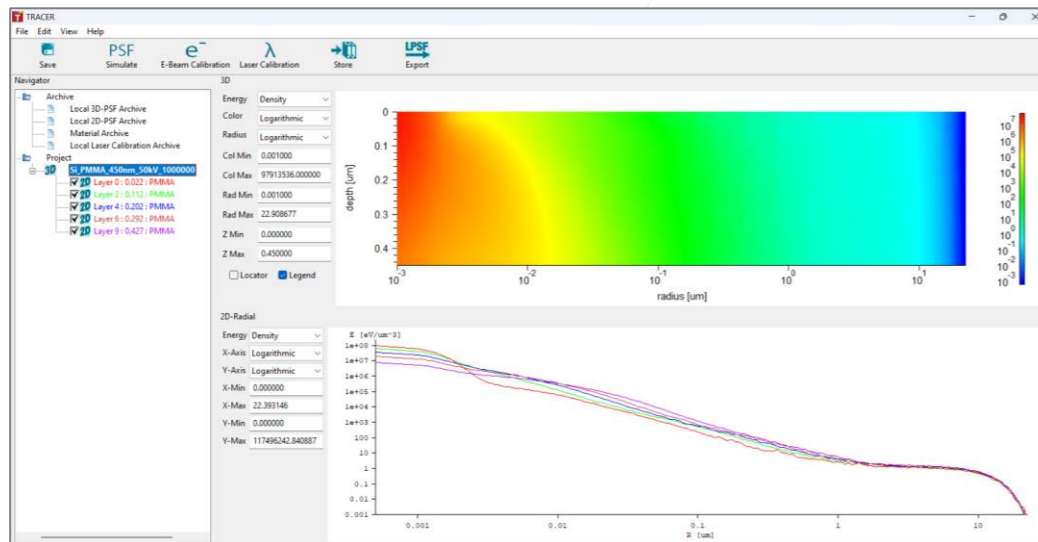 TRACER
File Edit View Help
Save
PSF
Simulate
e⁻
E-Beam Calibration
λ
Laser Calibration
Store
LPSF
Export
Navigator
Archive
Local 3D-PSF Archive
Local 2D-PSF Archive
Material Archive
Local Laser Calibration Archive
Project
3D Si_PMMA_450nm_50kV_1000000
2D Layer 0 : 0.022 : PMMA
2D Layer 2 : 0.112 : PMMA
2D Layer 4 : 0.202 : PMMA
2D Layer 6 : 0.292 : PMMA
2D Layer 9 : 0.427 : PMMA
3D
Energy Density
Color Logarithmic
Radius Logarithmic
Col Min 0.001000
Col Max 97913536.000000
Rad Min 0.001000
Rad Max 22.908677
Z Min 0.000000
Z Max 0.450000
Locator Legend
depth [um]
0
0.1
0.2
0.3
0.4
10⁻³ 10⁻² 10⁻¹ 10⁰ 10¹
radius [um]
10⁷
10⁶
10⁵
10⁴
10³
10²
10¹
10⁰
10⁻¹
10⁻²
10⁻³
2D-Radial
Energy Density
X-Axis Logarithmic
Y-Axis Logarithmic
X-Min 0.000000
X-Max 22.393146
Y-Min 0.000000
Y-Max 117496242.840887
E [eV/um^3]
1e+08
1e+07
1e+06
1e+05
1e+04
1e+03
100
10
1
0.1
0.01
0.001
0.001 0.01 0.1 1 10
R [um]